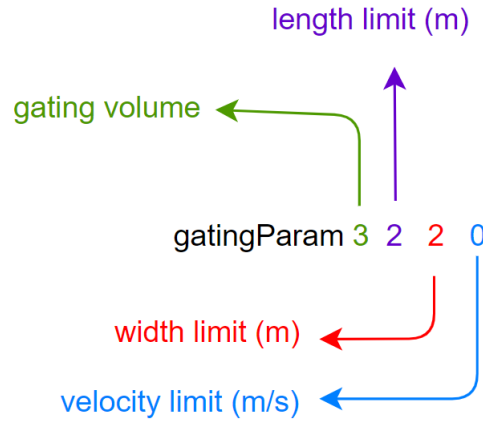 length limit (m)
gating volume
gatingParam 3 2 2 0
width limit (m)
velocity limit (m/s)